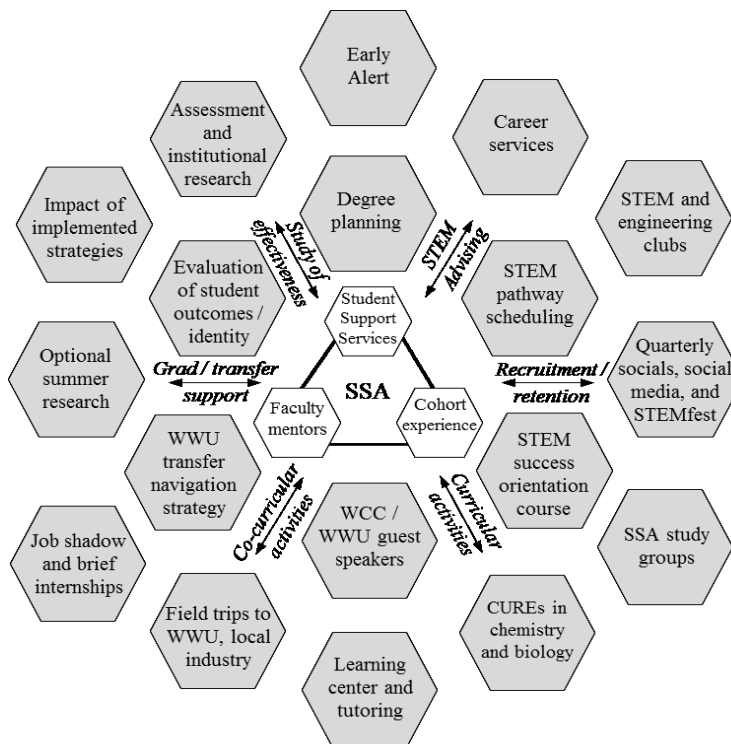 Early
Alert
Assessment
and
institutional
research
Career
services
Impact of
implemented
strategies
Degree
planning
STEM and
engineering
clubs
Study of
effectiveness
STEM
Advising
Evaluation
of student
outcomes /
identity
Student
Support
Services
STEM
pathway
scheduling
Optional
summer
research
Grad / transfer
support
SSA
Recruitment /
retention
Quarterly
socials, social
media, and
STEMfest
Faculty
mentors
Cohort
experience
WWU
transfer
navigation
strategy
STEM
success
orientation
course
Co-curricular
activities
Curricular
activities
WCC /
WWU guest
speakers
Job shadow
and brief
internships
SSA study
groups
Field trips to
WWU, local
industry
CUREs in
chemistry
and biology
Learning
center and
tutoring